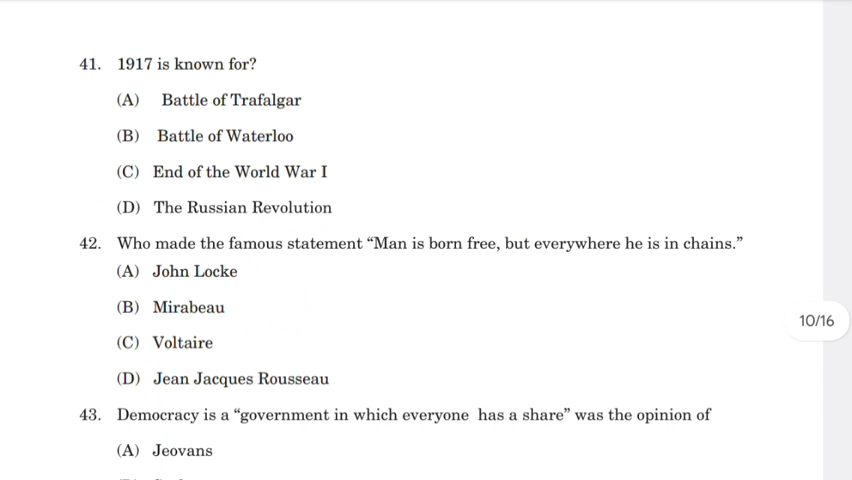 41. 1917 is known for?
(A) Battle of Trafalgar
(B) Battle of Waterloo
(C) End of the World War I
(D) The Russian Revolution
42. Who made the famous statement “Man is born free, but everywhere he is in chains.”
(A) John Locke
(B) Mirabeau
(C) Voltaire
10/16
(D) Jean Jacques Rousseau
43. Democracy is a “government in which everyone has a share” was the opinion of
(A) Jeovans